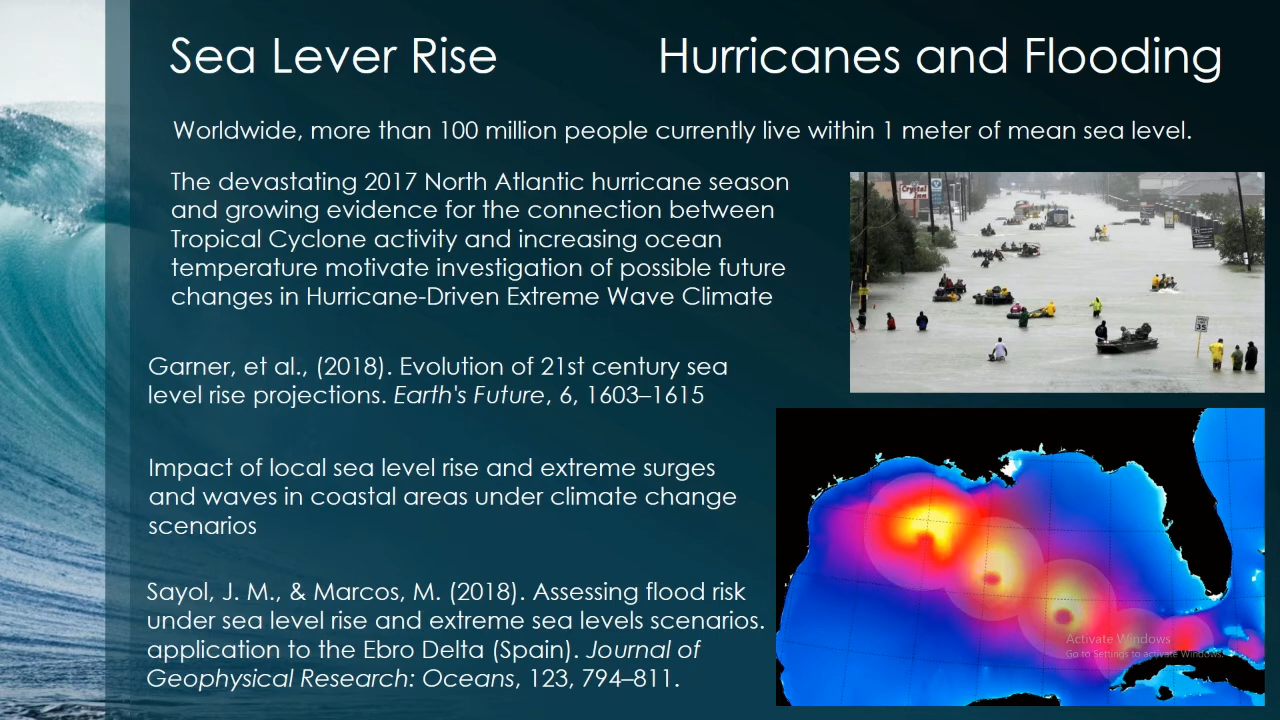 Sea Lever Rise
Hurricanes and Flooding
Worldwide, more than 100 million people currently live within 1 meter of mean sea level.
The devastating 2017 North Atlantic hurricane season
and growing evidence for the connection between
Tropical Cyclone activity and increasing ocean
temperature motivate investigation of possible future
changes in Hurricane-Driven Extreme Wave Climate
Garner, et al., (2018). Evolution of 21st century sea
level rise projections. Earth's Future, 6, 1603–1615
Impact of local sea level rise and extreme surges
and waves in coastal areas under climate change
scenarios
Sayol, J. M., & Marcos, M. (2018). Assessing flood risk
under sea level rise and extreme sea levels scenarios.
application to the Ebro Delta (Spain). Journal of
Geophysical Research: Oceans, 123, 794–811.
Crystal
Inn
35
Activate Windows
Go to Settings to activate Windows.